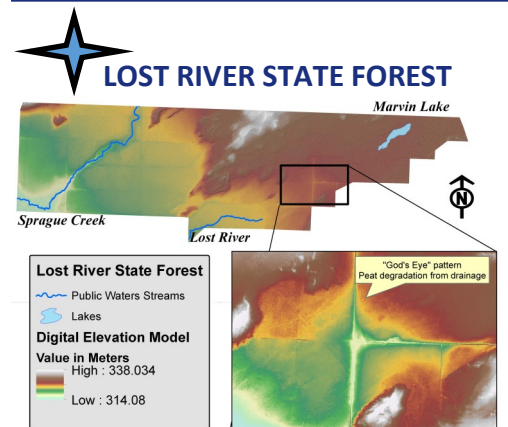 LOST RIVER STATE FOREST
Marvin Lake
N
Sprague Creek
Lost River
Lost River State Forest
Public Waters Streams
Lakes
Digital Elevation Model
Value in Meters
High : 338.034
Low : 314.08
"God's Eye" pattern
Peat degradation from drainage